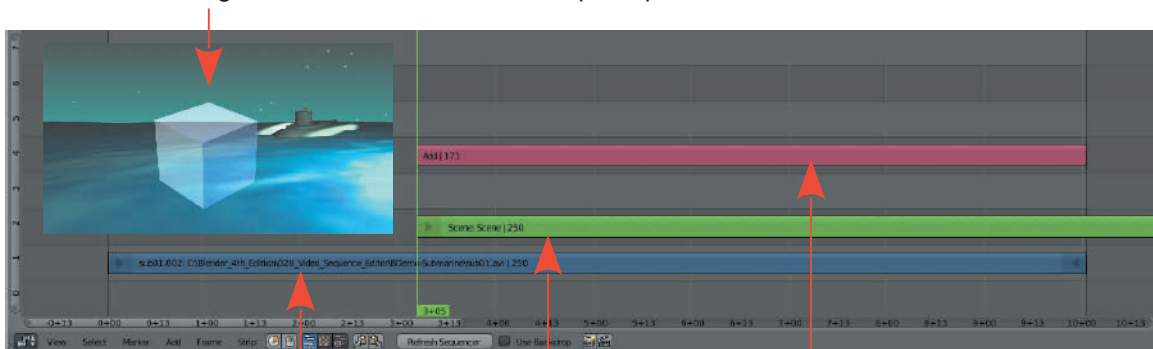 Add | 171
Scene: Scene | 250
sub01.002: C:\Blender_4th_Edition\028_Video_Sequence_Editor\BDemo-Submarine\sub01.avi | 250
3+05
-0+13 0+00 0+13 1+00 1+13 2+00 2+13 3+00 3+13 4+00 4+13 5+00 5+13 6+00 6+13 7+00 7+13 8+00 8+13 9+00 9+13 10+00 10+13
View Select Marker Add Frame Strip Refresh Sequencer Use Backdrop